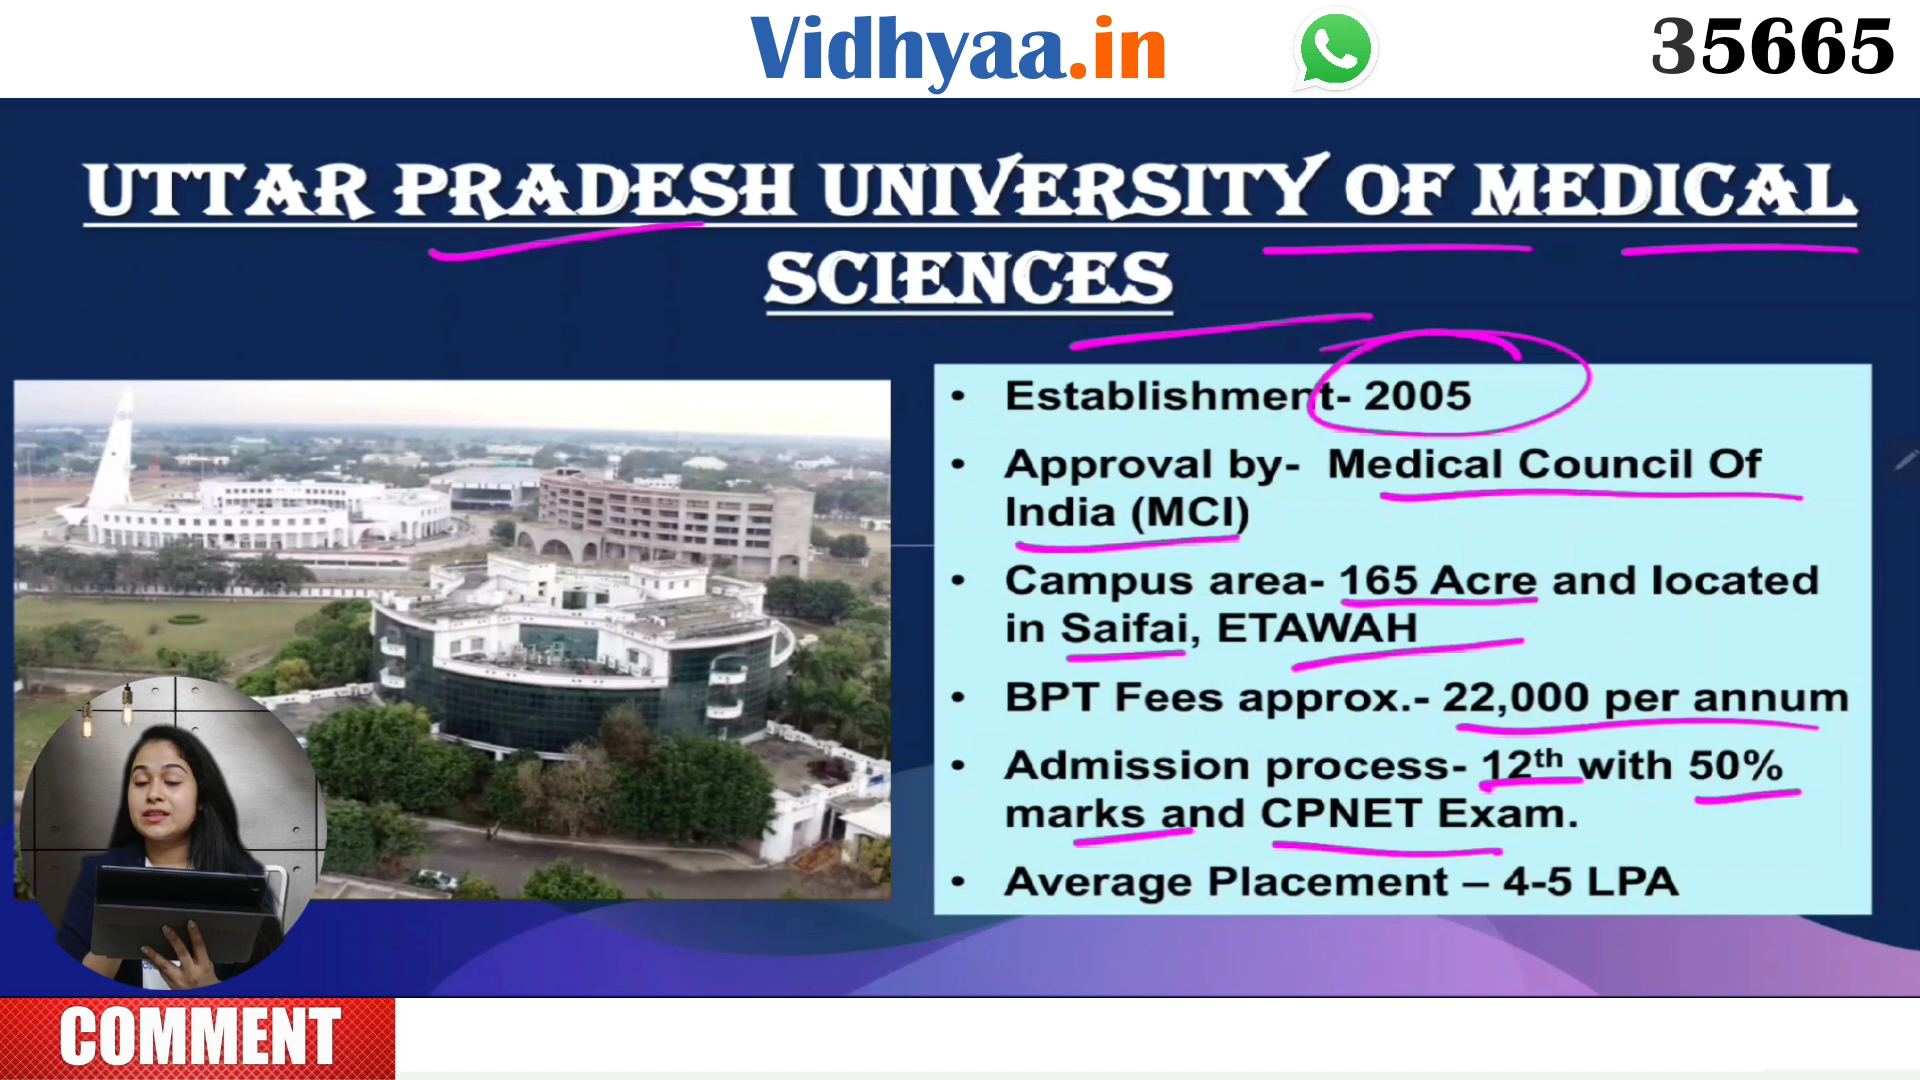 Vidhyaa.in
35665
UTTAR PRADESH UNIVERSITY OF MEDICAL
SCIENCES
• Establishment- 2005
• Approval by- Medical Council Of
India (MCI)
• Campus area- 165 Acre and located
in Saifai, ETAWAH
• BPT Fees approx.- 22,000 per annum
• Admission process- 12th with 50%
marks and CPNET Exam.
• Average Placement – 4-5 LPA
COMMENT